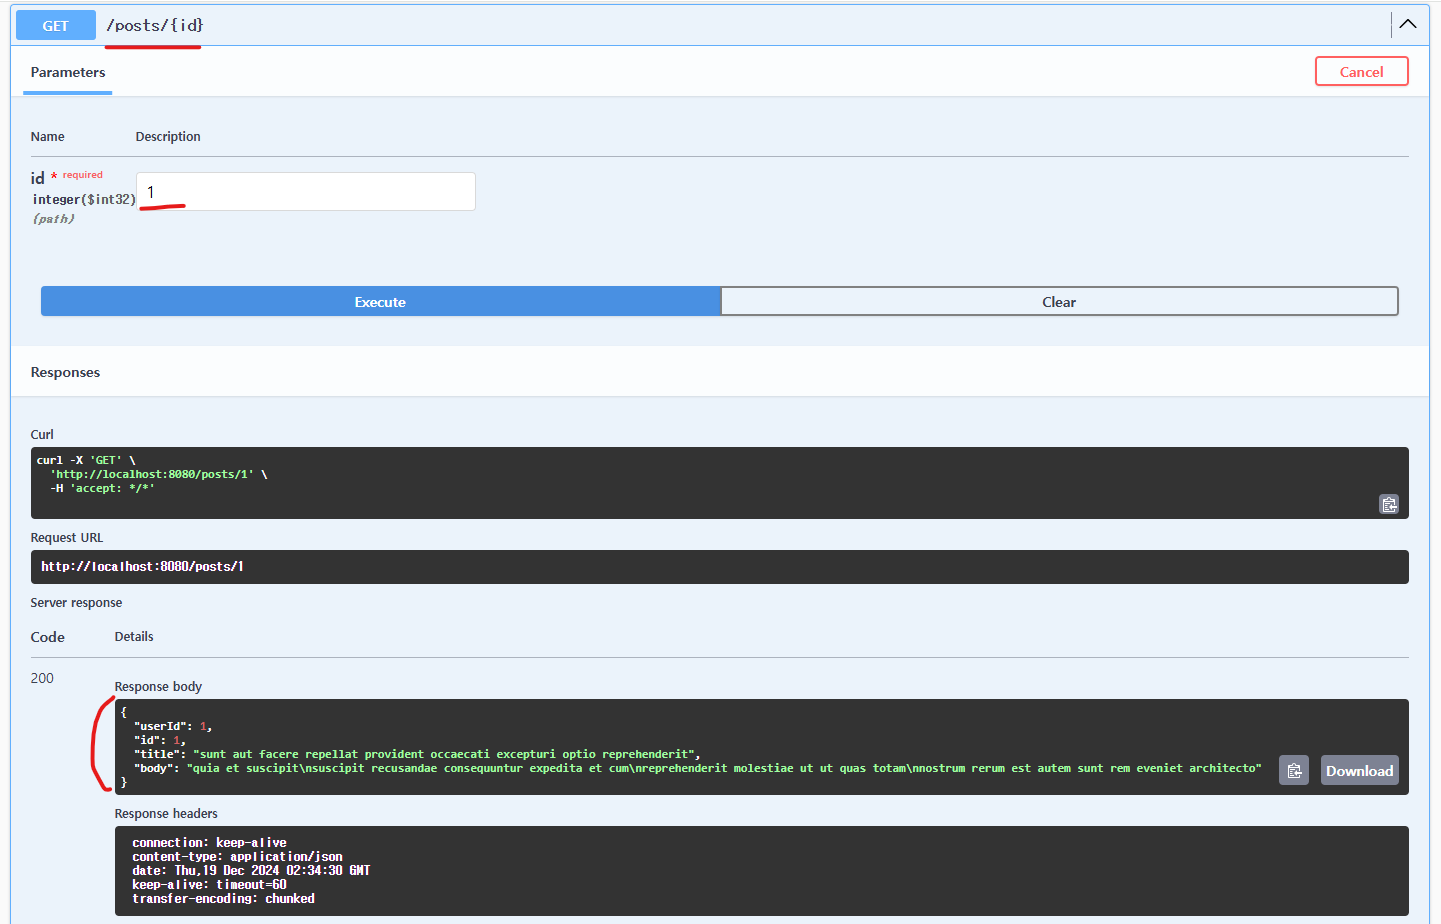 GET /posts/{id}
Parameters
Cancel
Name Description
id * required
integer($int32)
(path)
1
Execute Clear
Responses
Curl
curl -X 'GET' \
'http://localhost:8080/posts/1' \
-H 'accept: */*'
Request URL
http://localhost:8080/posts/1
Server response
Code Details
200
Response body
{
"userId": 1,
"id": 1,
"title": "sunt aut facere repellat provident occaecati excepturi optio reprehenderit",
"body": "quia et suscipit\nsuscipit recusandae consequuntur expedita et cum\nreprehenderit molestiae ut ut quas totam\nnostrum rerum est autem sunt rem eveniet architecto"
}
Download
Response headers
connection: keep-alive
content-type: application/json
date: Thu,19 Dec 2024 02:34:30 GMT
keep-alive: timeout=60
transfer-encoding: chunked